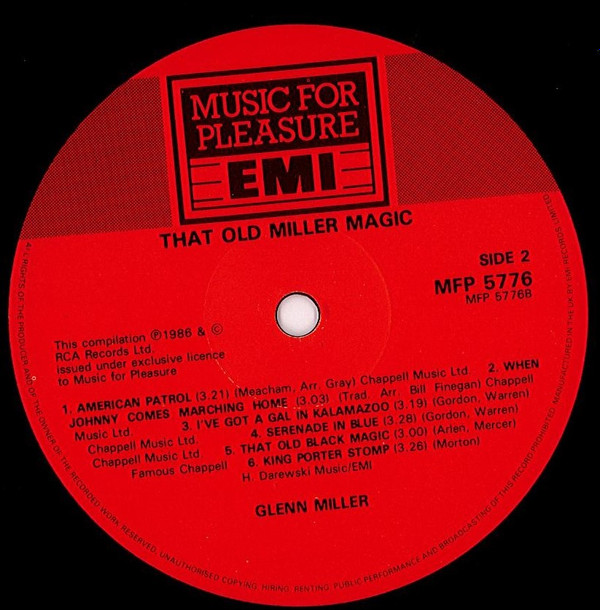 MUSIC FOR
PLEASURE
EMI
THAT OLD MILLER MAGIC
SIDE 2
MFP 5776
MFP 5776B
This compilation ℗1986 & ©
RCA Records Ltd.
issued under exclusive licence
to Music for Pleasure
1. AMERICAN PATROL (3.21) (Meacham, Arr. Gray) Chappell Music Ltd. 2. WHEN
JOHNNY COMES MARCHING HOME (3.03) (Trad. Arr. Bill Finegan) Chappell
Music Ltd 3. I'VE GOT A GAL IN KALAMAZOO (3.19) (Gordon, Warren)
Chappell Music Ltd. 4. SERENADE IN BLUE (3.28) (Gordon, Warren)
Chappell Music Ltd. 5. THAT OLD BLACK MAGIC (3.00) (Arlen, Mercer)
Famous Chappell 6. KING PORTER STOMP (3.26) (Morton)
H. Darewski Music/EMI
GLENN MILLER
ALL RIGHTS OF THE PRODUCER AND OF THE OWNER OF THE RECORDED WORK RESERVED. UNAUTHORISED COPYING, HIRING, RENTING, PUBLIC PERFORMANCE AND BROADCASTING OF THIS RECORD PROHIBITED. MANUFACTURED IN THE UK BY EMI RECORDS LIMITED